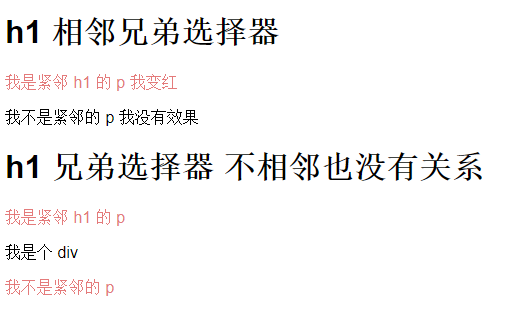 h1 相邻兄弟选择器
我是紧邻 h1 的 p 我变红
我不是紧邻的 p 我没有效果
h1 兄弟选择器 不相邻也没有关系
我是紧邻 h1 的 p
我是个 div
我不是紧邻的 p